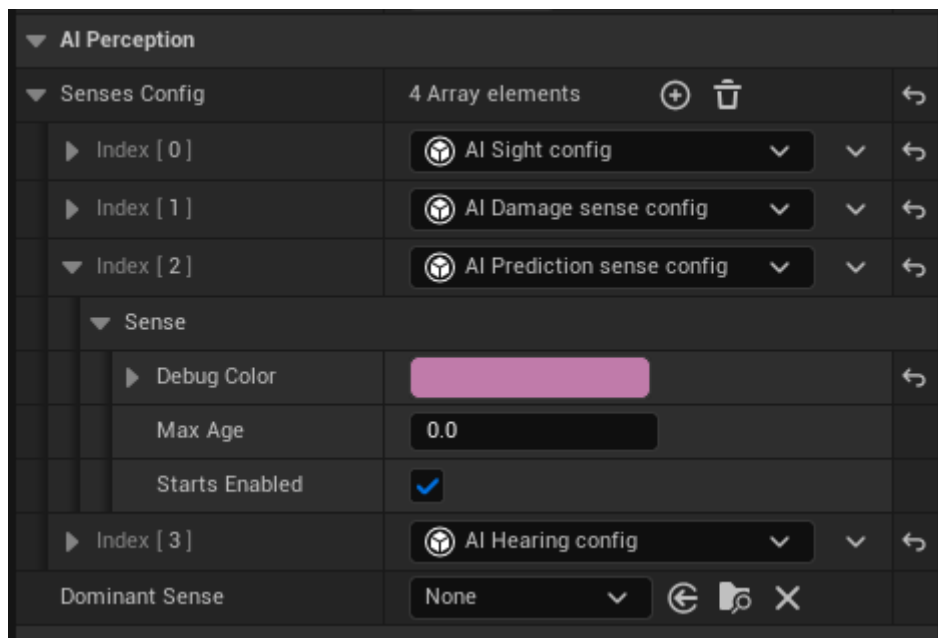 AI Perception
Senses Config 4 Array elements
Index [ 0 ] AI Sight config
Index [ 1 ] AI Damage sense config
Index [ 2 ] AI Prediction sense config
Sense
Debug Color
Max Age 0.0
Starts Enabled
Index [ 3 ] AI Hearing config
Dominant Sense None